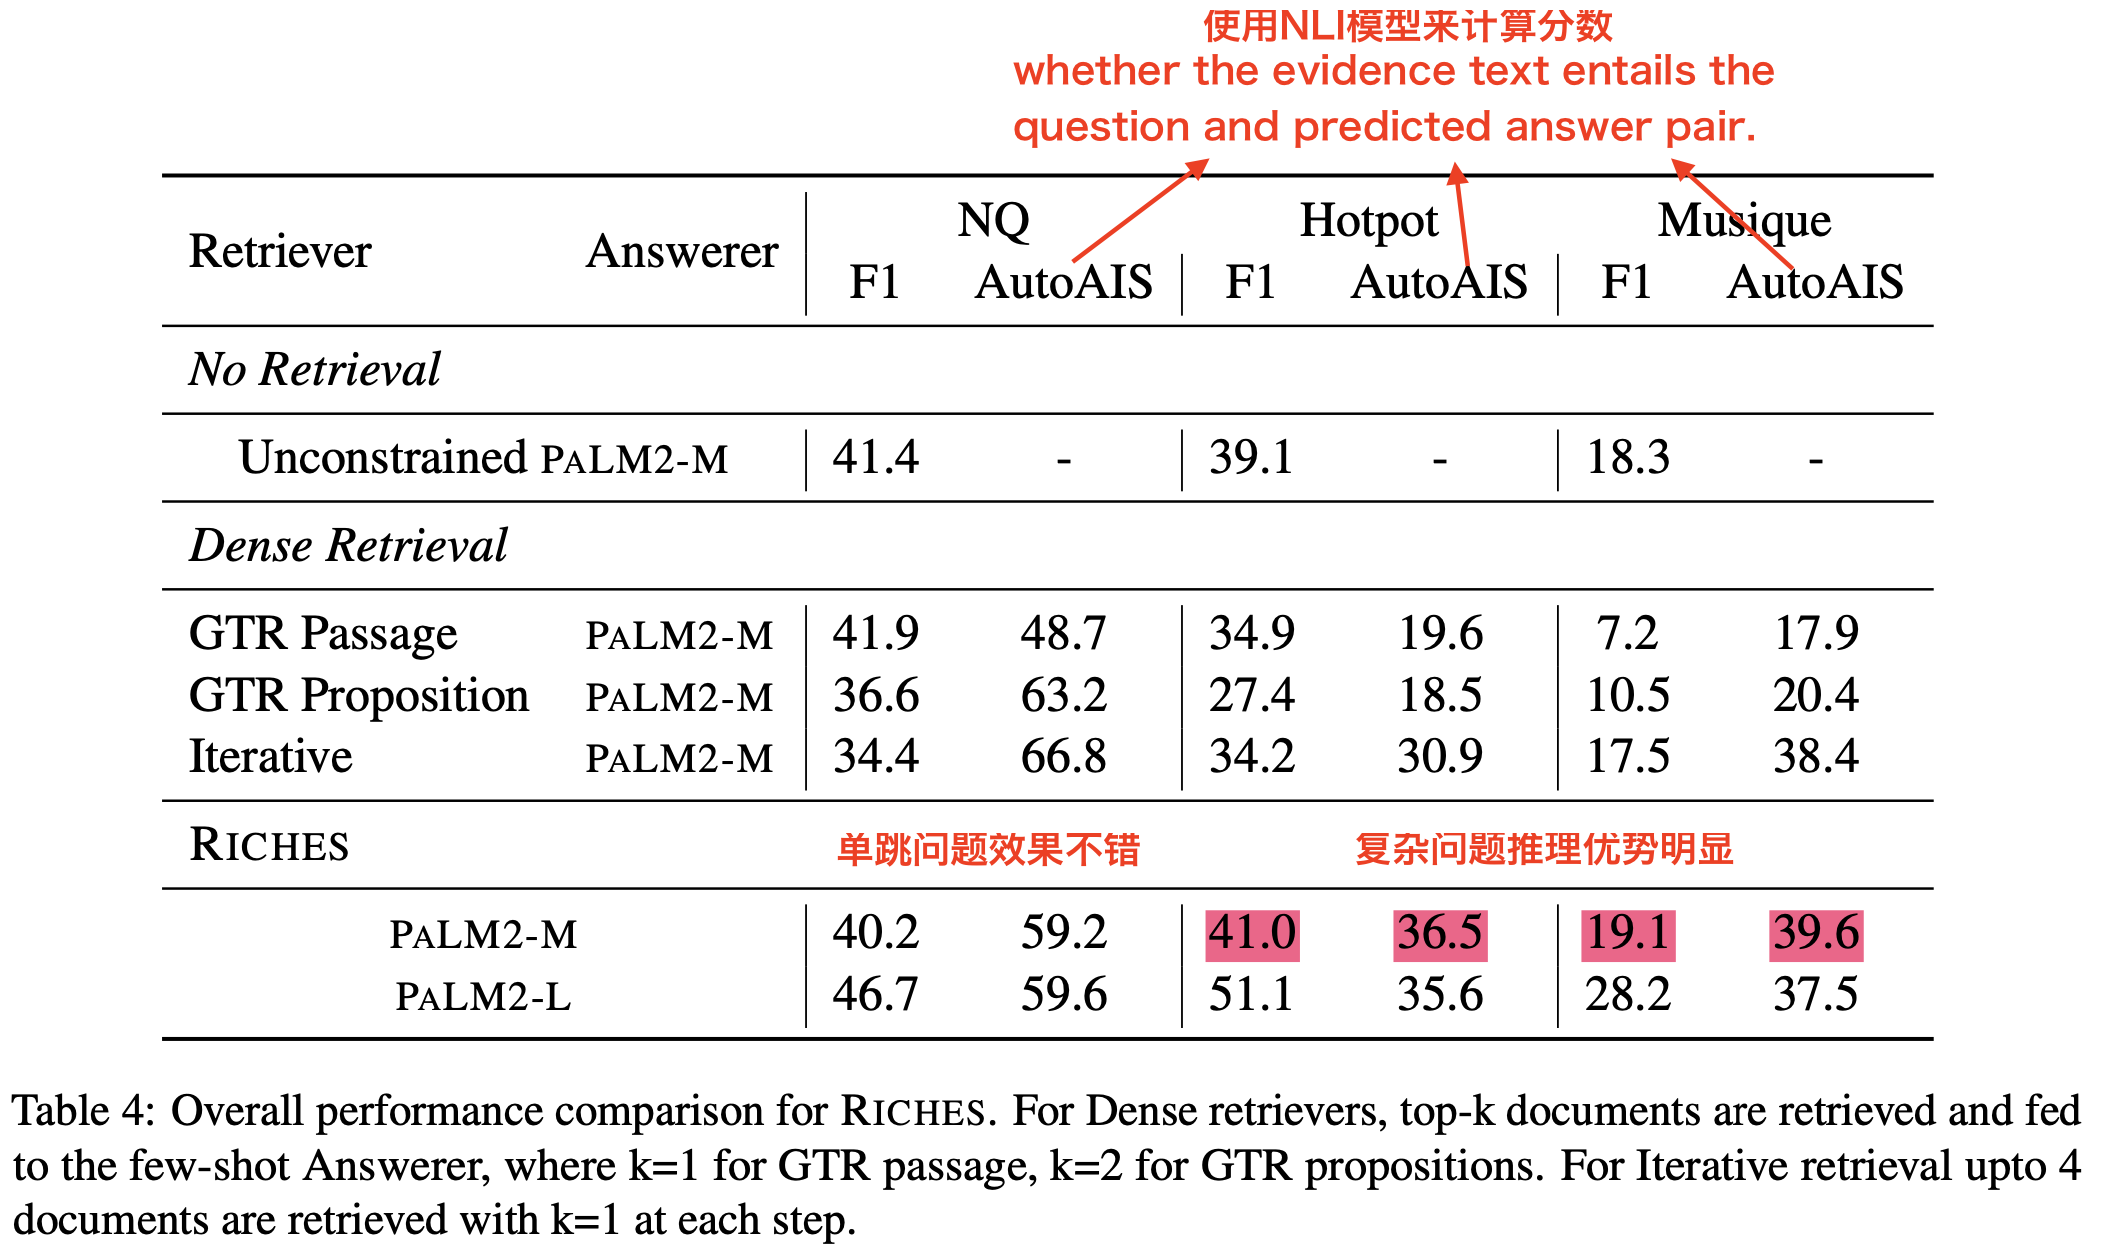 使用NLI模型来计算分数
whether the evidence text entails the
question and predicted answer pair.
Retriever Answerer NQ Hotpot Musique
F1 AutoAIS F1 AutoAIS F1 AutoAIS
No Retrieval
Unconstrained PALM2-M 41.4 - 39.1 - 18.3 -
Dense Retrieval
GTR Passage PALM2-M 41.9 48.7 34.9 19.6 7.2 17.9
GTR Proposition PALM2-M 36.6 63.2 27.4 18.5 10.5 20.4
Iterative PALM2-M 34.4 66.8 34.2 30.9 17.5 38.4
RICHES 单跳问题效果不错 复杂问题推理优势明显
PALM2-M 40.2 59.2 41.0 36.5 19.1 39.6
PALM2-L 46.7 59.6 51.1 35.6 28.2 37.5
Table 4: Overall performance comparison for RICHES. For Dense retrievers, top-k documents are retrieved and fed
to the few-shot Answerer, where k=1 for GTR passage, k=2 for GTR propositions. For Iterative retrieval upto 4
documents are retrieved with k=1 at each step.